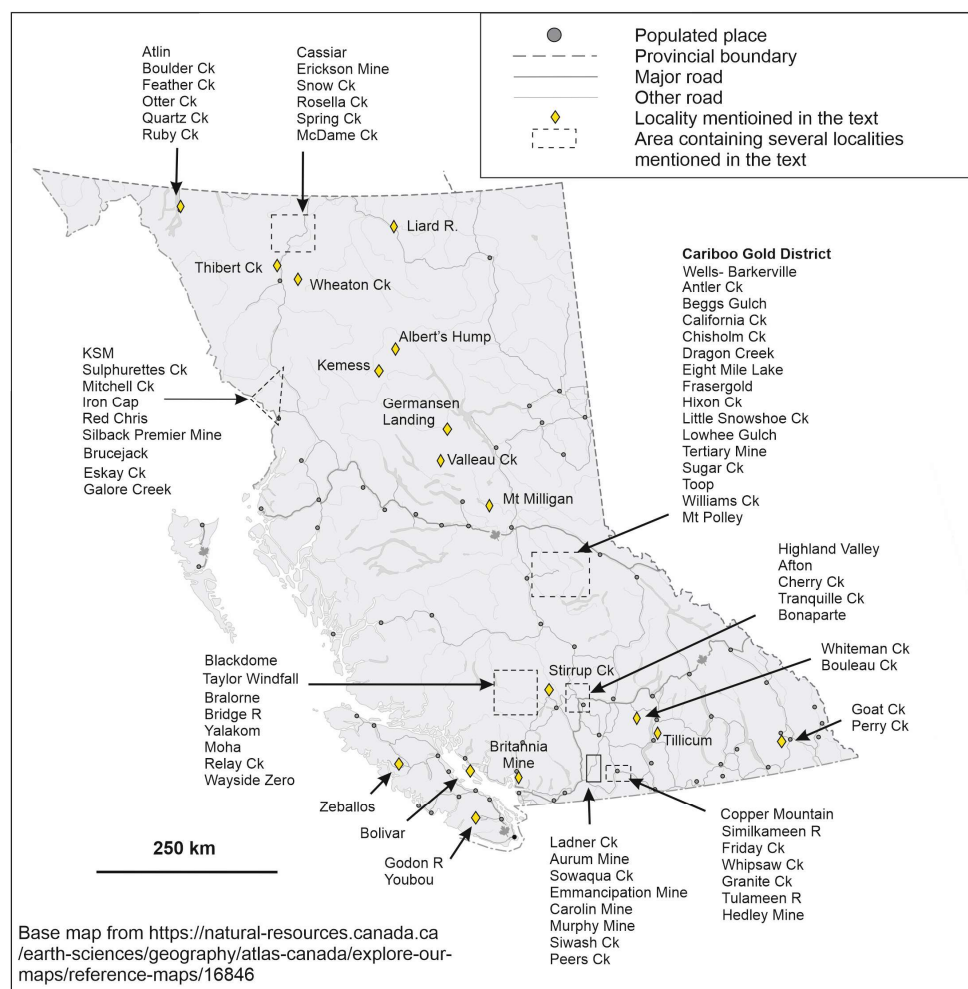 Populated place
Provincial boundary
Major road
Other road
Locality mentioined in the text
Area containing several localities
mentioned in the text
Atlin
Boulder Ck
Feather Ck
Otter Ck
Quartz Ck
Ruby Ck
Cassiar
Erickson Mine
Snow Ck
Rosella Ck
Spring Ck
McDame Ck
Liard R.
Thibert Ck
Wheaton Ck
Albert's Hump
Kemess
Germansen
Landing
Valleau Ck
Mt Milligan
KSM
Sulphurettes Ck
Mitchell Ck
Iron Cap
Red Chris
Silback Premier Mine
Brucejack
Eskay Ck
Galore Creek
Cariboo Gold District
Wells- Barkerville
Antler Ck
Beggs Gulch
California Ck
Chisholm Ck
Dragon Creek
Eight Mile Lake
Frasergold
Hixon Ck
Little Snowshoe Ck
Lowhee Gulch
Tertiary Mine
Sugar Ck
Toop
Williams Ck
Mt Polley
Highland Valley
Afton
Cherry Ck
Tranquille Ck
Bonaparte
Whiteman Ck
Bouleau Ck
Goat Ck
Perry Ck
Blackdome
Taylor Windfall
Bralorne
Bridge R
Yalakom
Moha
Relay Ck
Wayside Zero
Stirrup Ck
Tillicum
Britannia
Mine
Zeballos
Bolivar
Godon R
Youbou
Ladner Ck
Aurum Mine
Sowaqua Ck
Emmancipation Mine
Carolin Mine
Murphy Mine
Siwash Ck
Peers Ck
Copper Mountain
Similkameen R
Friday Ck
Whipsaw Ck
Granite Ck
Tulameen R
Hedley Mine
250 km
Base map from https://natural-resources.canada.ca
/earth-sciences/geography/atlas-canada/explore-our-
maps/reference-maps/16846